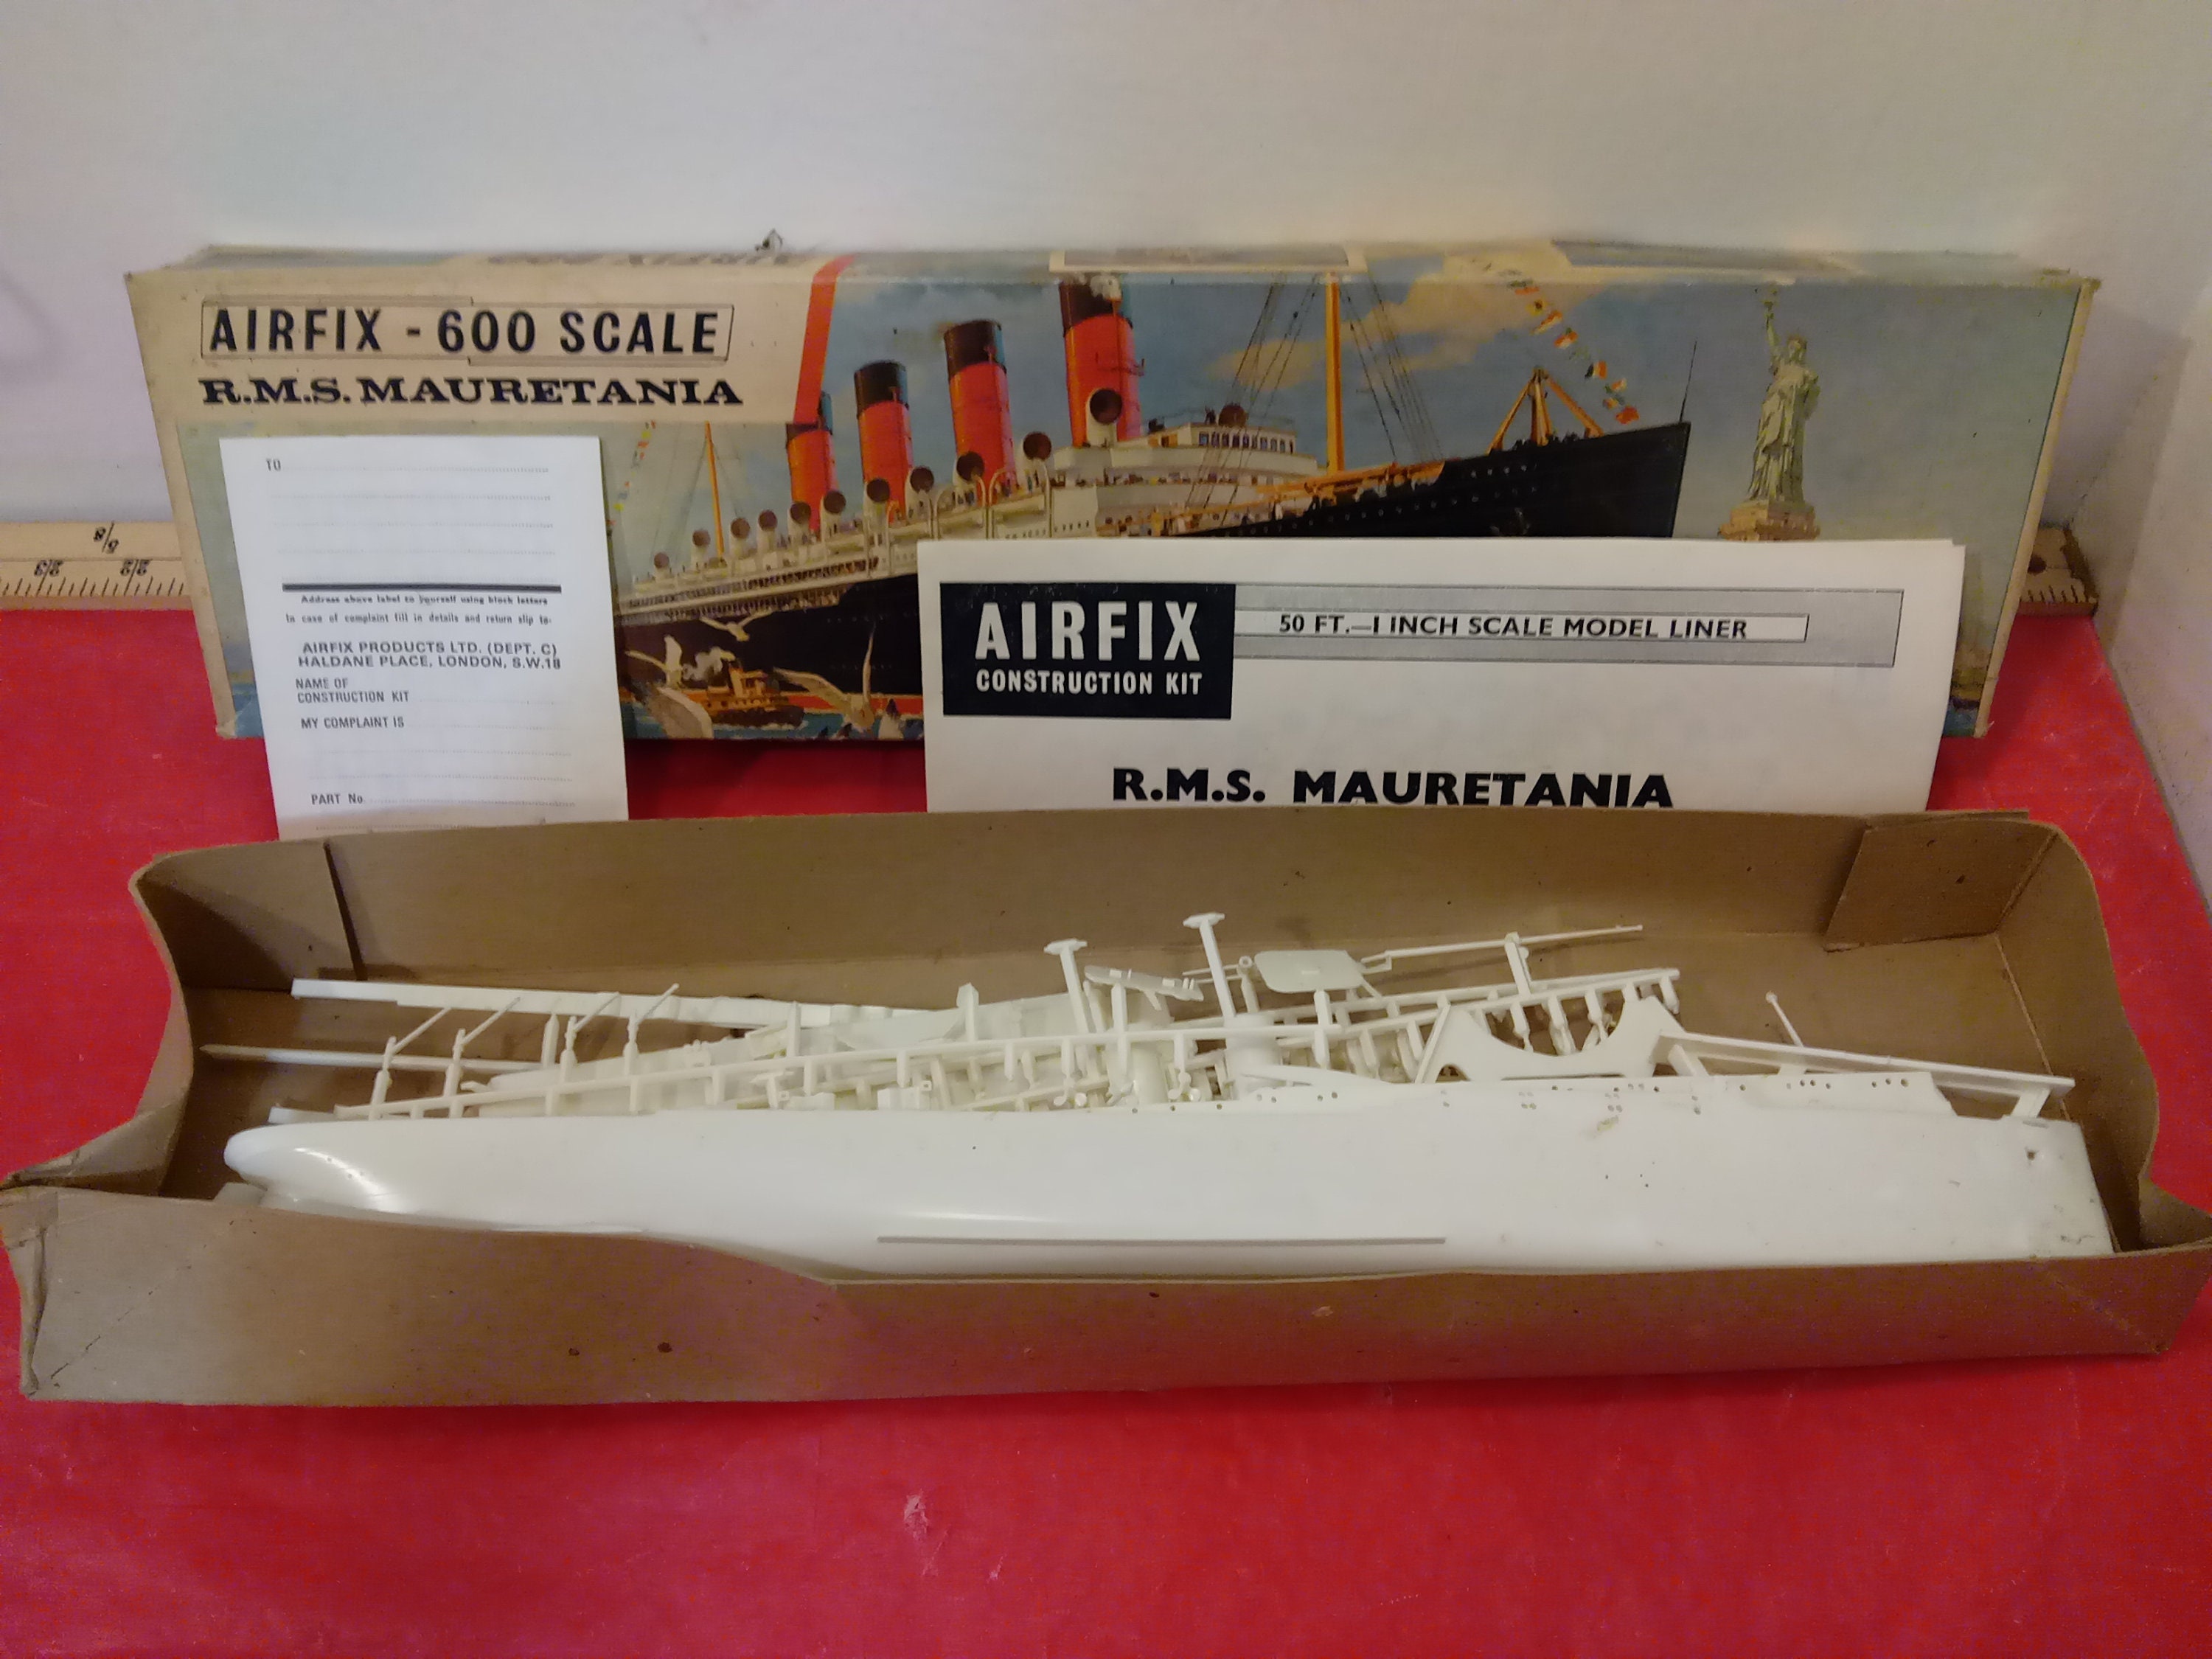 AIRFIX - 600 SCALE
R.M.S. MAURETANIA
TO
Address above label to yourself using block letters
In case of complaint fill in details and return slip to-
AIRFIX PRODUCTS LTD. (DEPT. C)
HALDANE PLACE, LONDON, S.W.18
NAME OF
CONSTRUCTION KIT
MY COMPLAINT IS
PART No.
AIRFIX
CONSTRUCTION KIT
50 FT.—1 INCH SCALE MODEL LINER
R.M.S. MAURETANIA
5/8